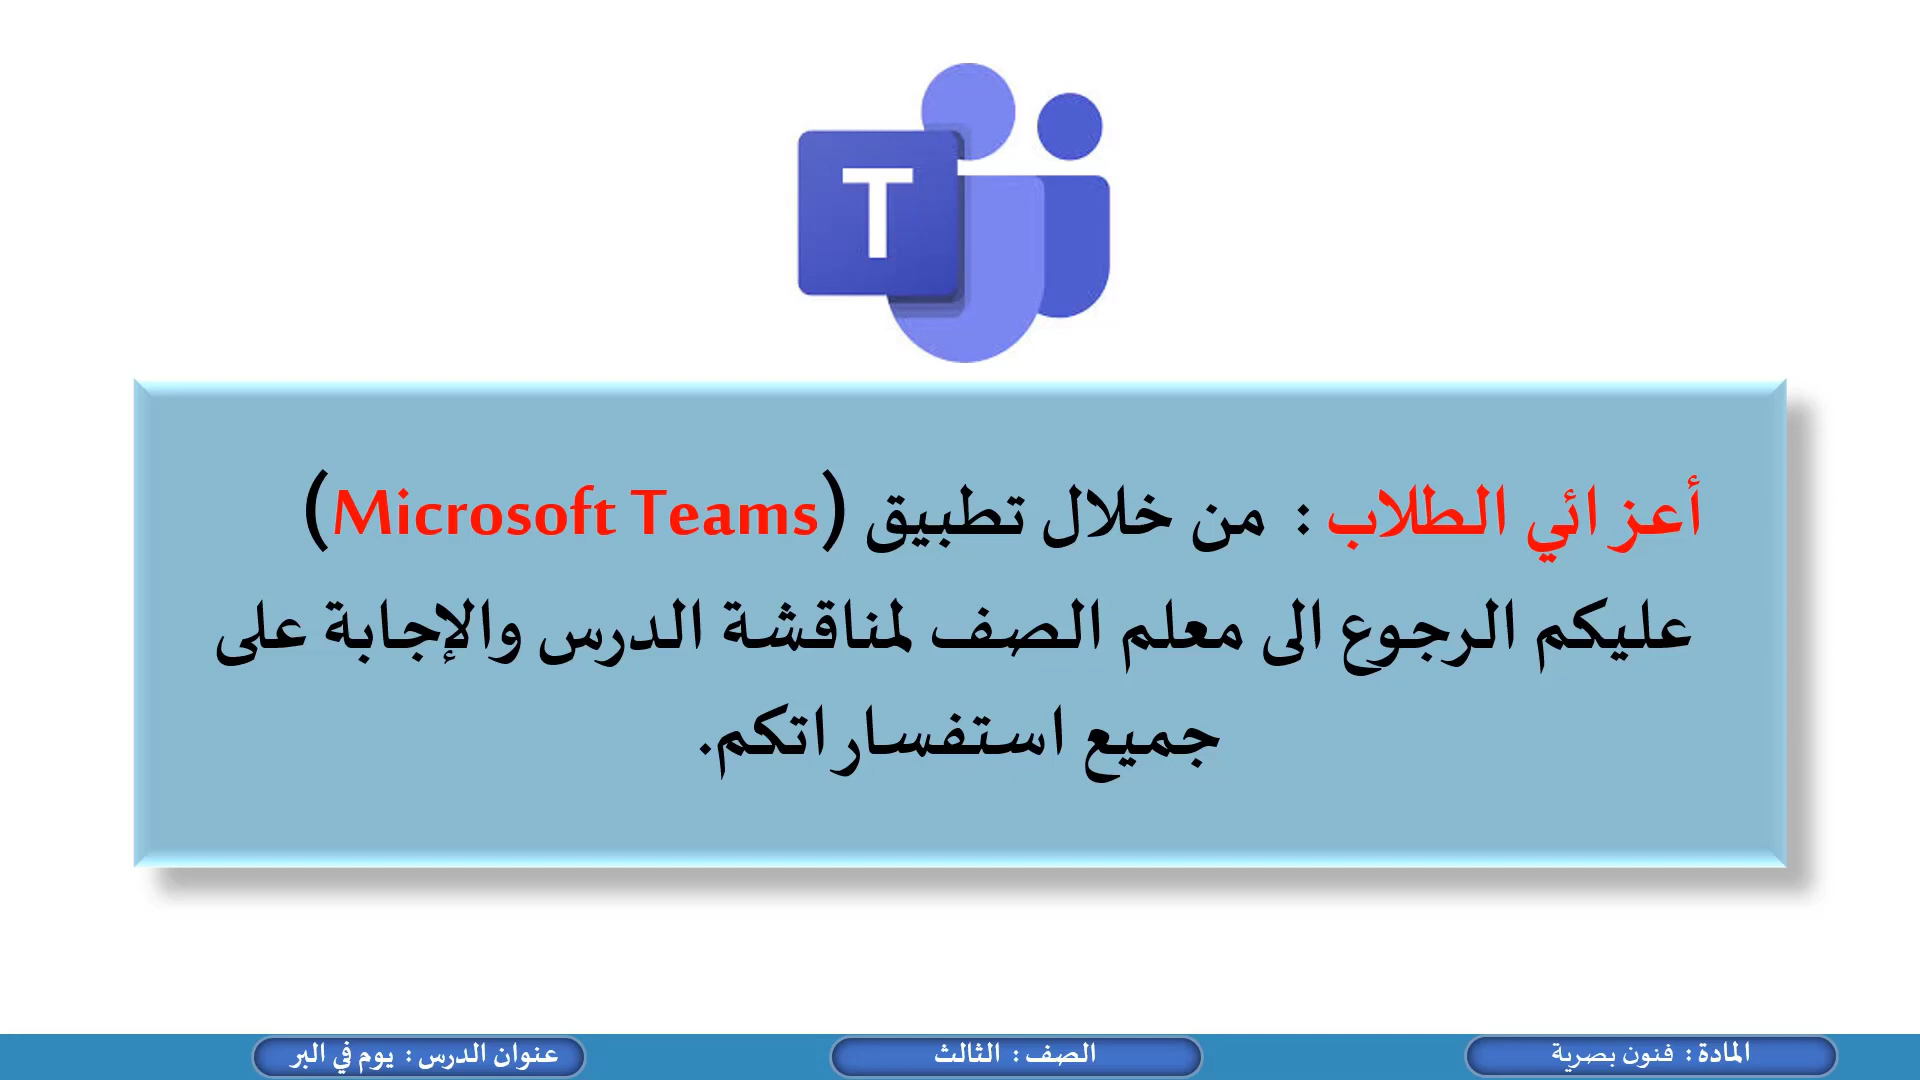 T
أعزائي الطلاب : من خلال تطبيق (Microsoft Teams)
عليكم الرجوع الى معلم الصف لمناقشة الدرس والإجابة على
جميع استفساراتكم.
المادة : فنون بصرية
الصف : الثالث
عنوان الدرس : يوم في البر